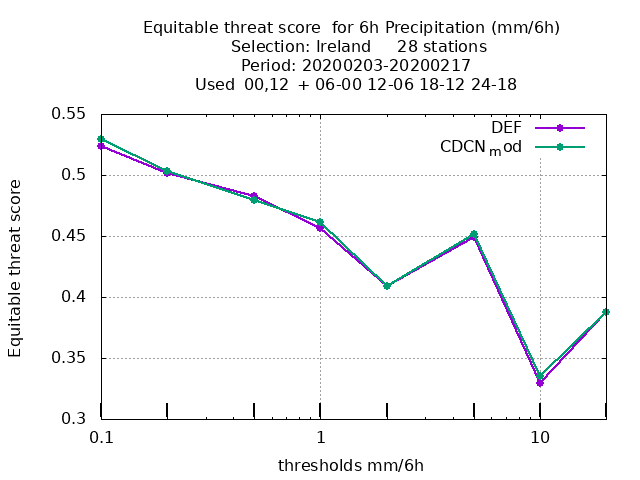 Equitable threat score  for 6h Precipitation (mm/6h)
Selection: Ireland     28 stations
Period: 20200203-20200217
Used  00,12  + 06-00 12-06 18-12 24-18
DEF
CDCNmod
0.55
0.5
0.45
0.4
0.35
0.3
Equitable threat score
0.1 1 10
thresholds mm/6h